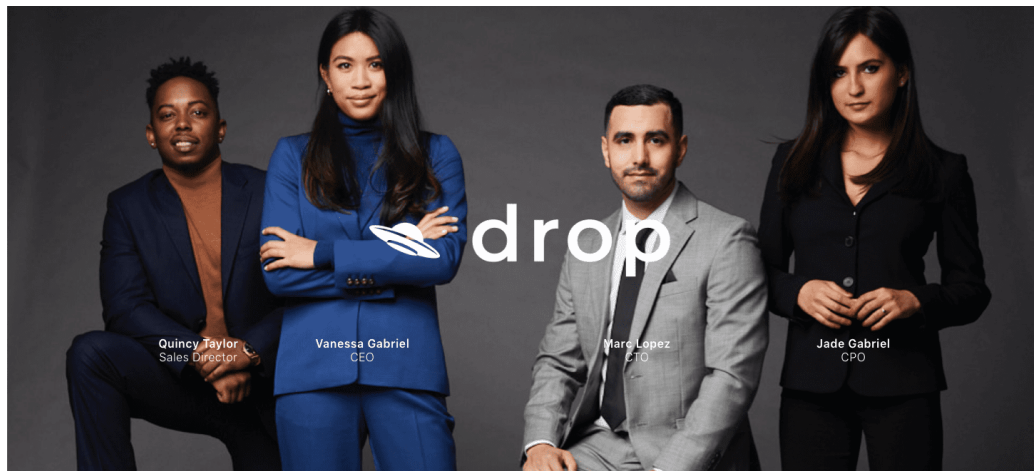 drop
Quincy Taylor
Sales Director
Vanessa Gabriel
CEO
Marc Lopez
CTO
Jade Gabriel
CPO